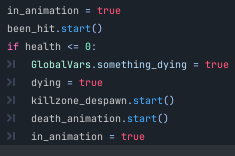 in_animation = true
been_hit.start()
if health <= 0:
GlobalVars.something_dying = true
dying = true
killzone_despawn.start()
death_animation.start()
in_animation = true